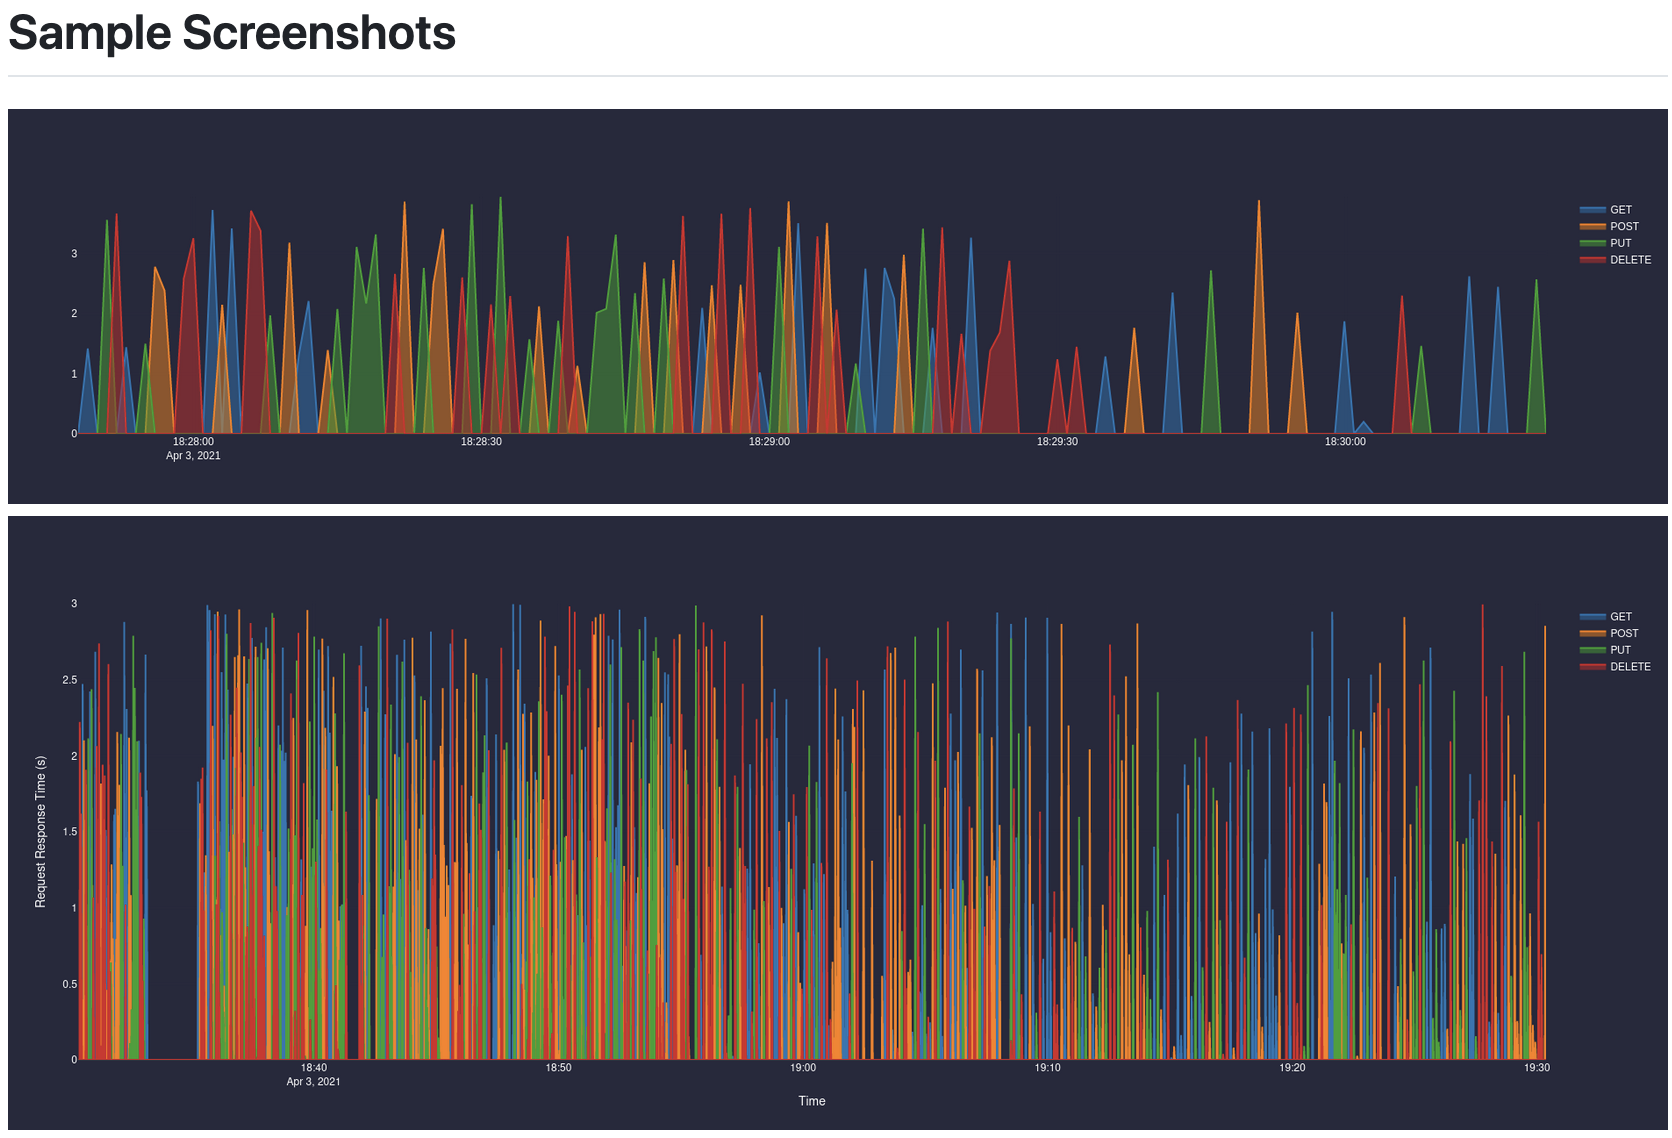 Sample Screenshots
GET
POST
PUT
DELETE
3
2
1
0
18:28:00
18:28:30
18:29:00
18:29:30
18:30:00
Apr 3, 2021
GET
POST
PUT
DELETE
3
2.5
2
1.5
1
0.5
0
Request Response Time (s)
18:40
18:50
19:00
19:10
19:20
19:30
Apr 3, 2021
Time